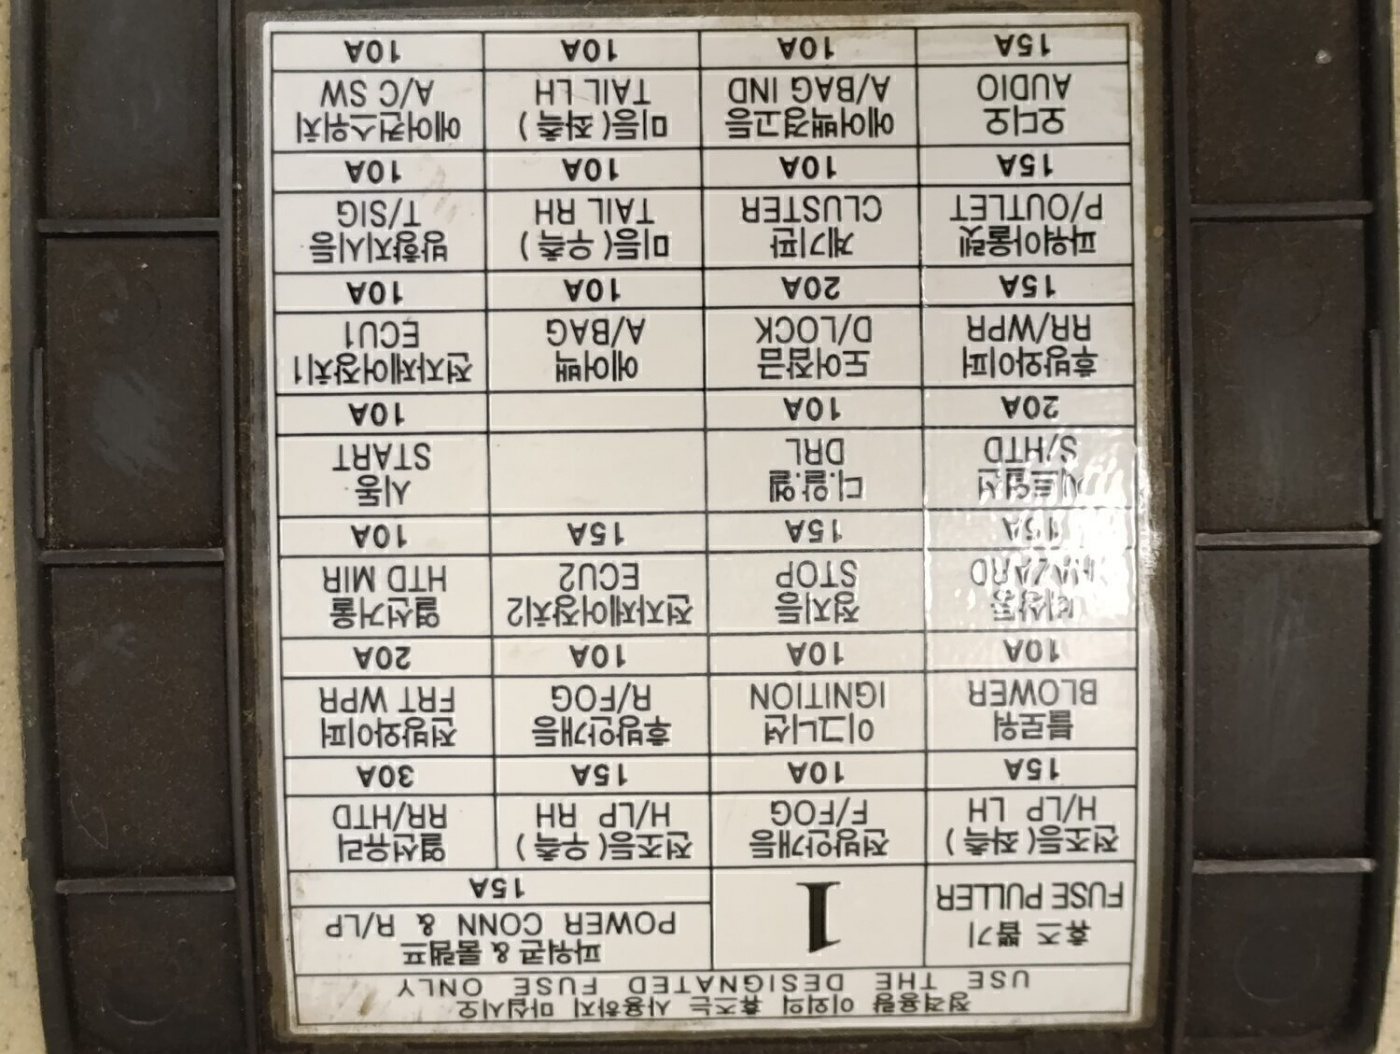 정격용량 이외의 휴즈는 사용하지 마십시오
USE THE DESIGNATED FUSE ONLY
휴즈 뽑기
FUSE PULLER
1
파워콘 & 룸램프
POWER CONN & R/LP
15A
전조등(좌측) 전방안개등 전조등(우측) 열선유리
H/LP LH F/FOG H/LP RH RR/HTD
15A 10A 15A 30A
블로워 이그니션 후방안개등 전방와이퍼
BLOWER IGNITION R/FOG FRT WPR
10A 10A 10A 20A
비상등 정지등 전자제어장치2 열선거울
HAZARD STOP ECU2 HTD MIR
15A 15A 15A 10A
시트열선 디.알.엘 시동
S/HTD DRL START
20A 10A 10A
후방와이퍼 도어잠금 에어백 전자제어장치1
RR/WPR D/LOCK A/BAG ECU1
15A 20A 10A 10A
파워아울렛 계기판 미등(우측) 방향지시등
P/OUTLET CLUSTER TAIL RH T/SIG
15A 10A 10A 10A
오디오 에어백경고등 미등(좌측) 에어컨스위치
AUDIO A/BAG IND TAIL LH A/C SW
15A 10A 10A 10A